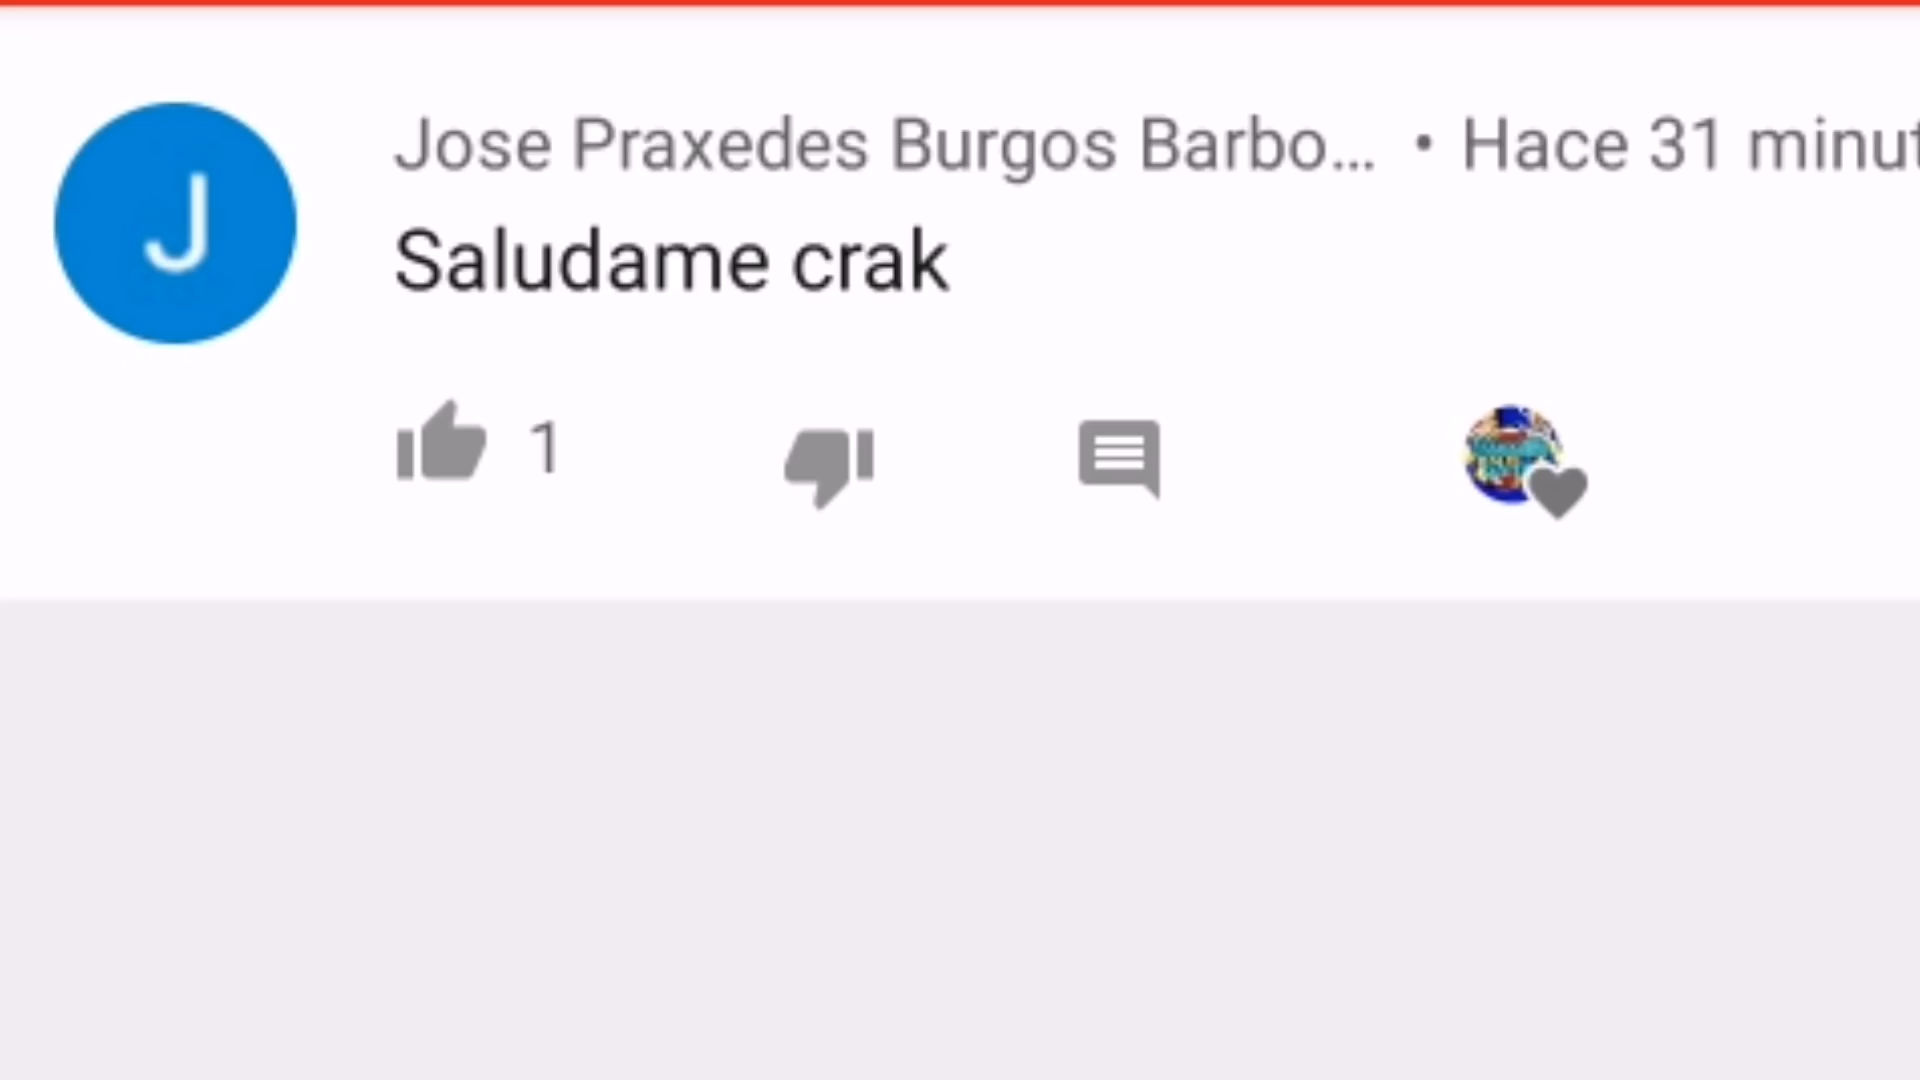 J
Jose Praxedes Burgos Barbo... • Hace 31 minut
Saludame crak
1